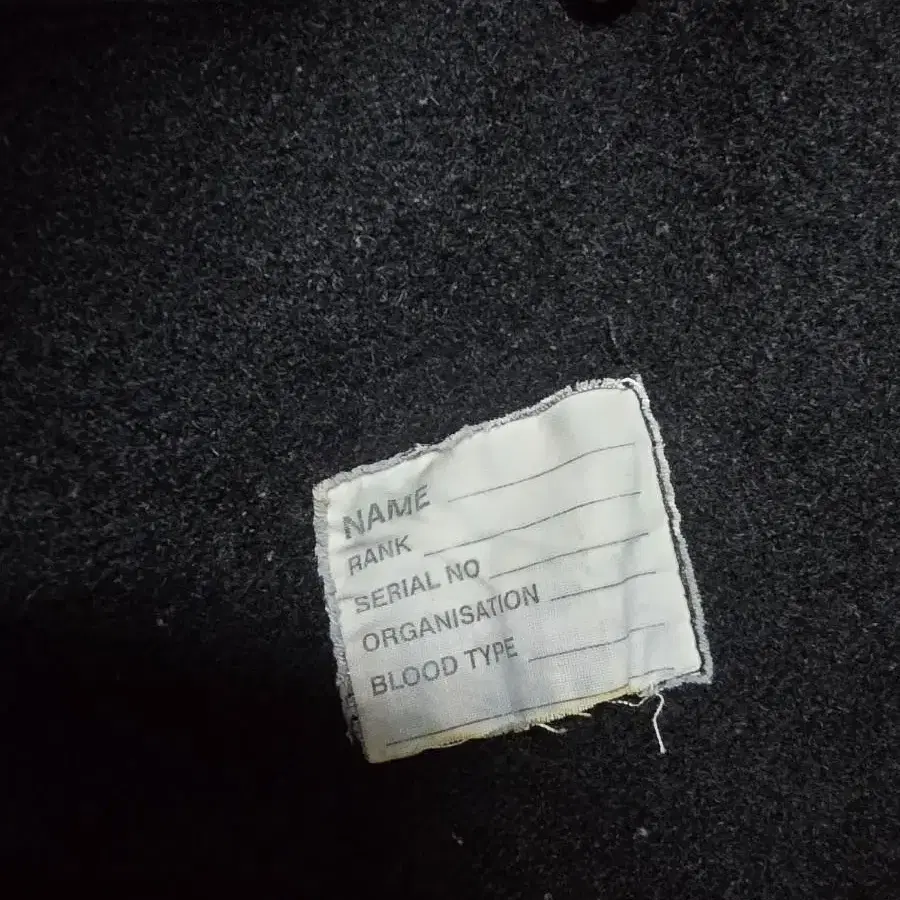 NAME
RANK
SERIAL NO
ORGANISATION
BLOOD TYPE